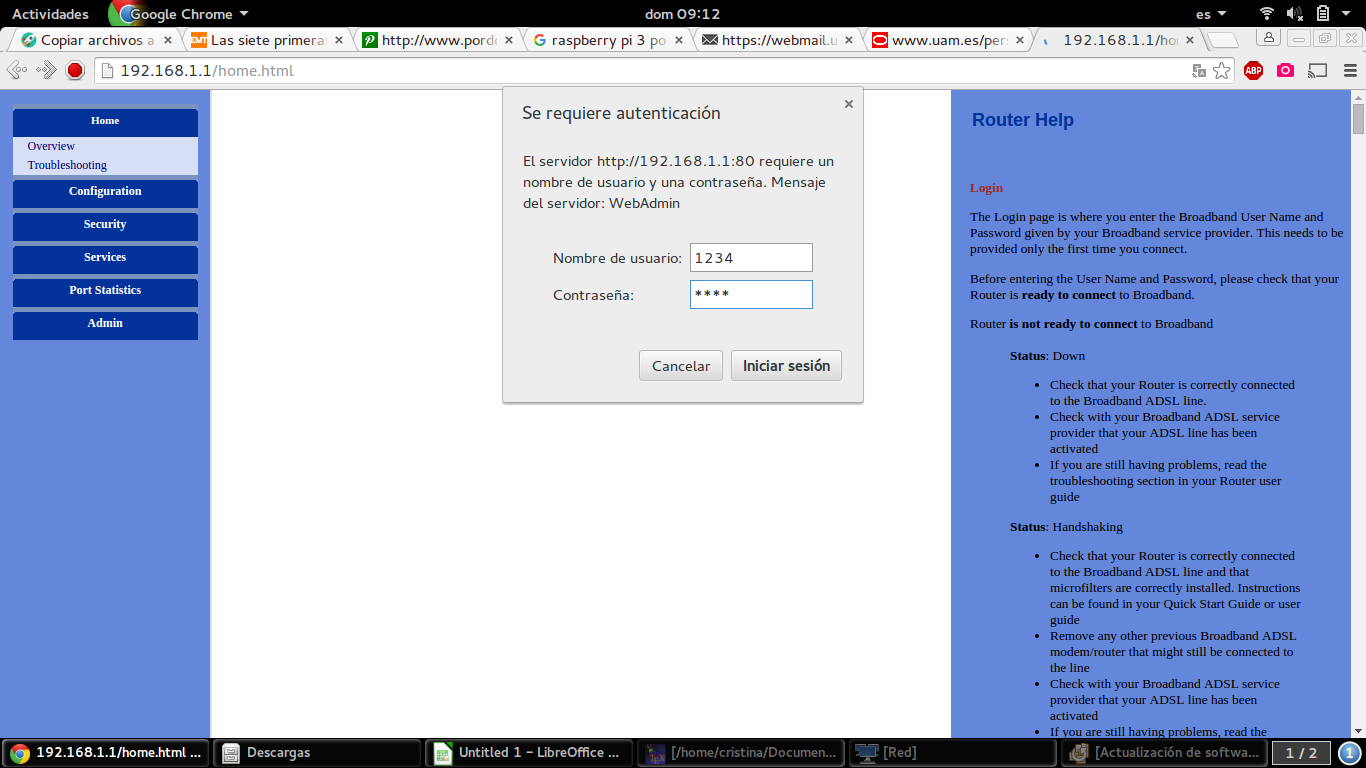 Actividades
Google Chrome
dom 09:12
es
Copiar archivos a
EMT
Las siete primera
http://www.pord
raspberry pi 3 po
https://webmail.u
www.uam.es/per
192.168.1.1/ho
192.168.1.1/home.html
ABP
Home
Overview
Troubleshooting
Configuration
Security
Services
Port Statistics
Admin
Se requiere autenticación
El servidor http://192.168.1.1:80 requiere un
nombre de usuario y una contraseña. Mensaje
del servidor: WebAdmin
Nombre de usuario: 1234
Contraseña: ****
Cancelar
Iniciar sesión
Router Help
Login
The Login page is where you enter the Broadband User Name and
Password given by your Broadband service provider. This needs to be
provided only the first time you connect.
Before entering the User Name and Password, please check that your
Router is ready to connect to Broadband.
Router is not ready to connect to Broadband
Status: Down
• Check that your Router is correctly connected
to the Broadband ADSL line.
• Check with your Broadband ADSL service
provider that your ADSL line has been
activated
• If you are still having problems, read the
troubleshooting section in your Router user
guide
Status: Handshaking
• Check that your Router is correctly connected
to the Broadband ADSL line and that
microfilters are correctly installed. Instructions
can be found in your Quick Start Guide or user
guide
• Remove any other previous Broadband ADSL
modem/router that might still be connected to
the line
• Check with your Broadband ADSL service
provider that your ADSL line has been
activated
• If you are still having problems, read the
192.168.1.1/home.html ...
Descargas
Untitled 1 – LibreOffice ...
[/home/cristina/Documen...
[Red]
[Actualización de softwa...
1 / 2
1